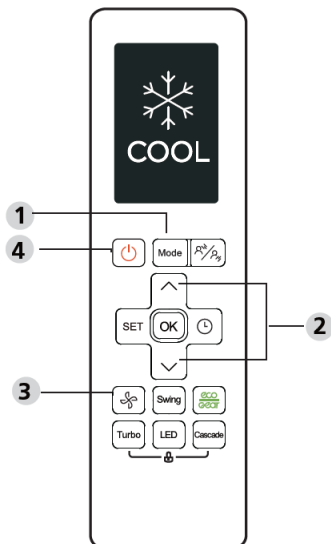 COOL
1
4
Mode
2
SET
OK
3
Swing
eco
GEAR
Turbo
LED
Cascade